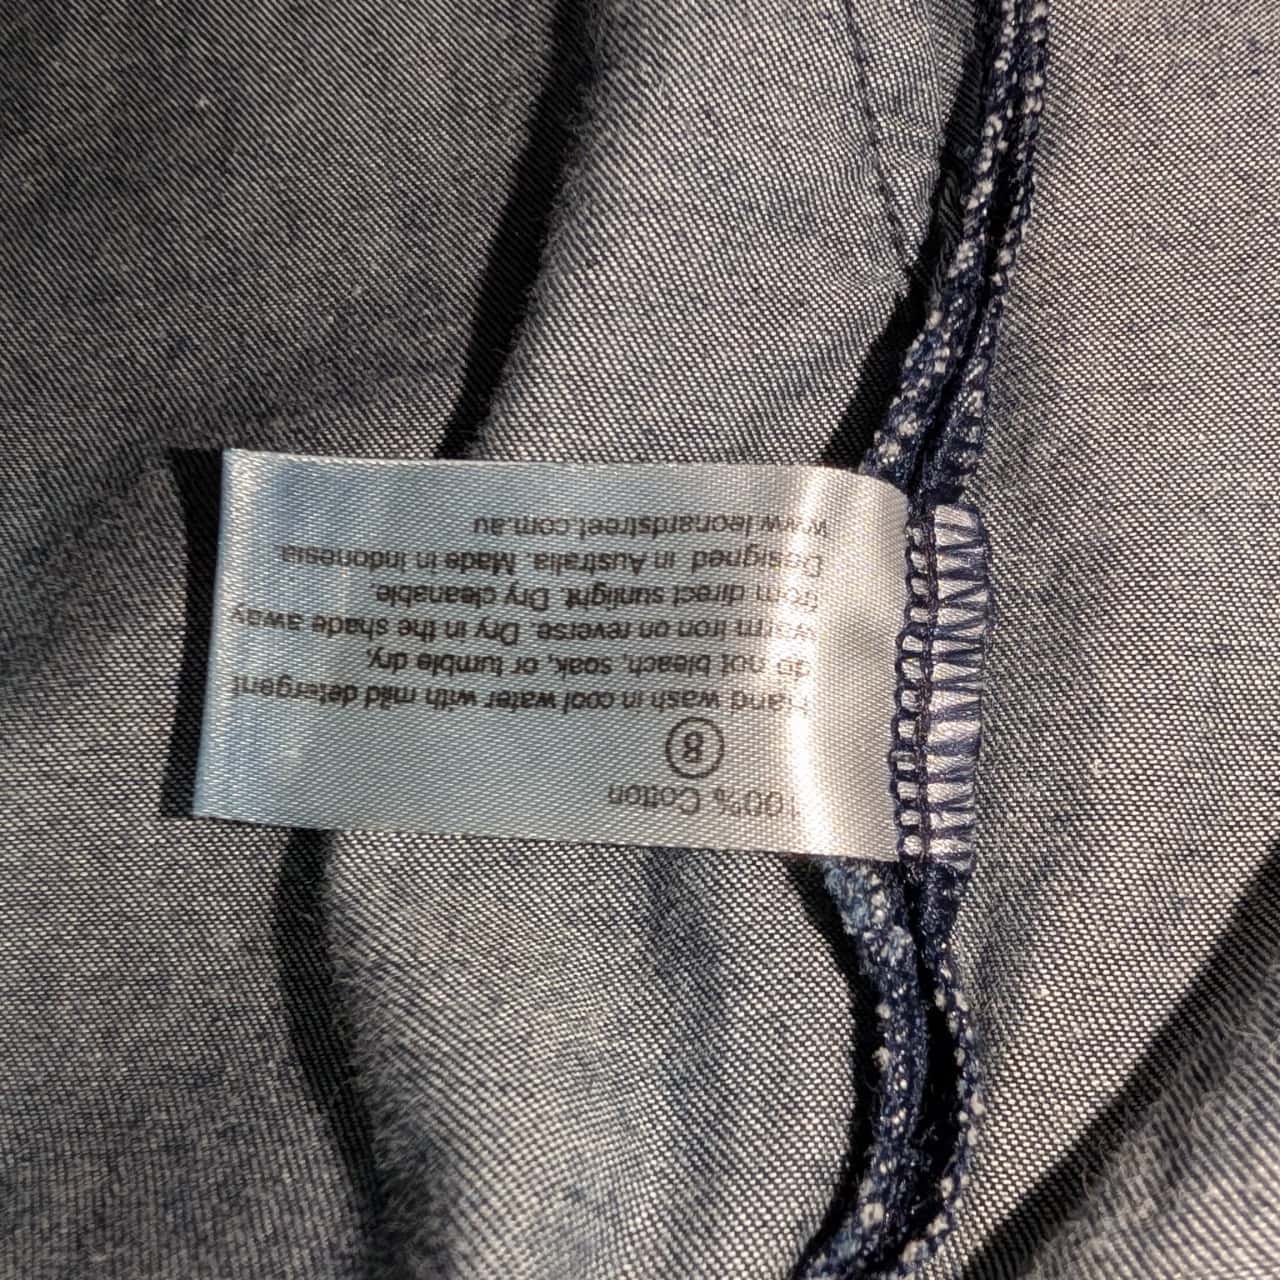 100% Cotton
8
Hand wash in cool water with mild detergent
do not bleach, soak, or tumble dry,
warm iron on reverse. Dry in the shade away
from direct sunlight. Dry cleanable.
Designed in Australia. Made in Indonesia.
www.leonardstreet.com.au